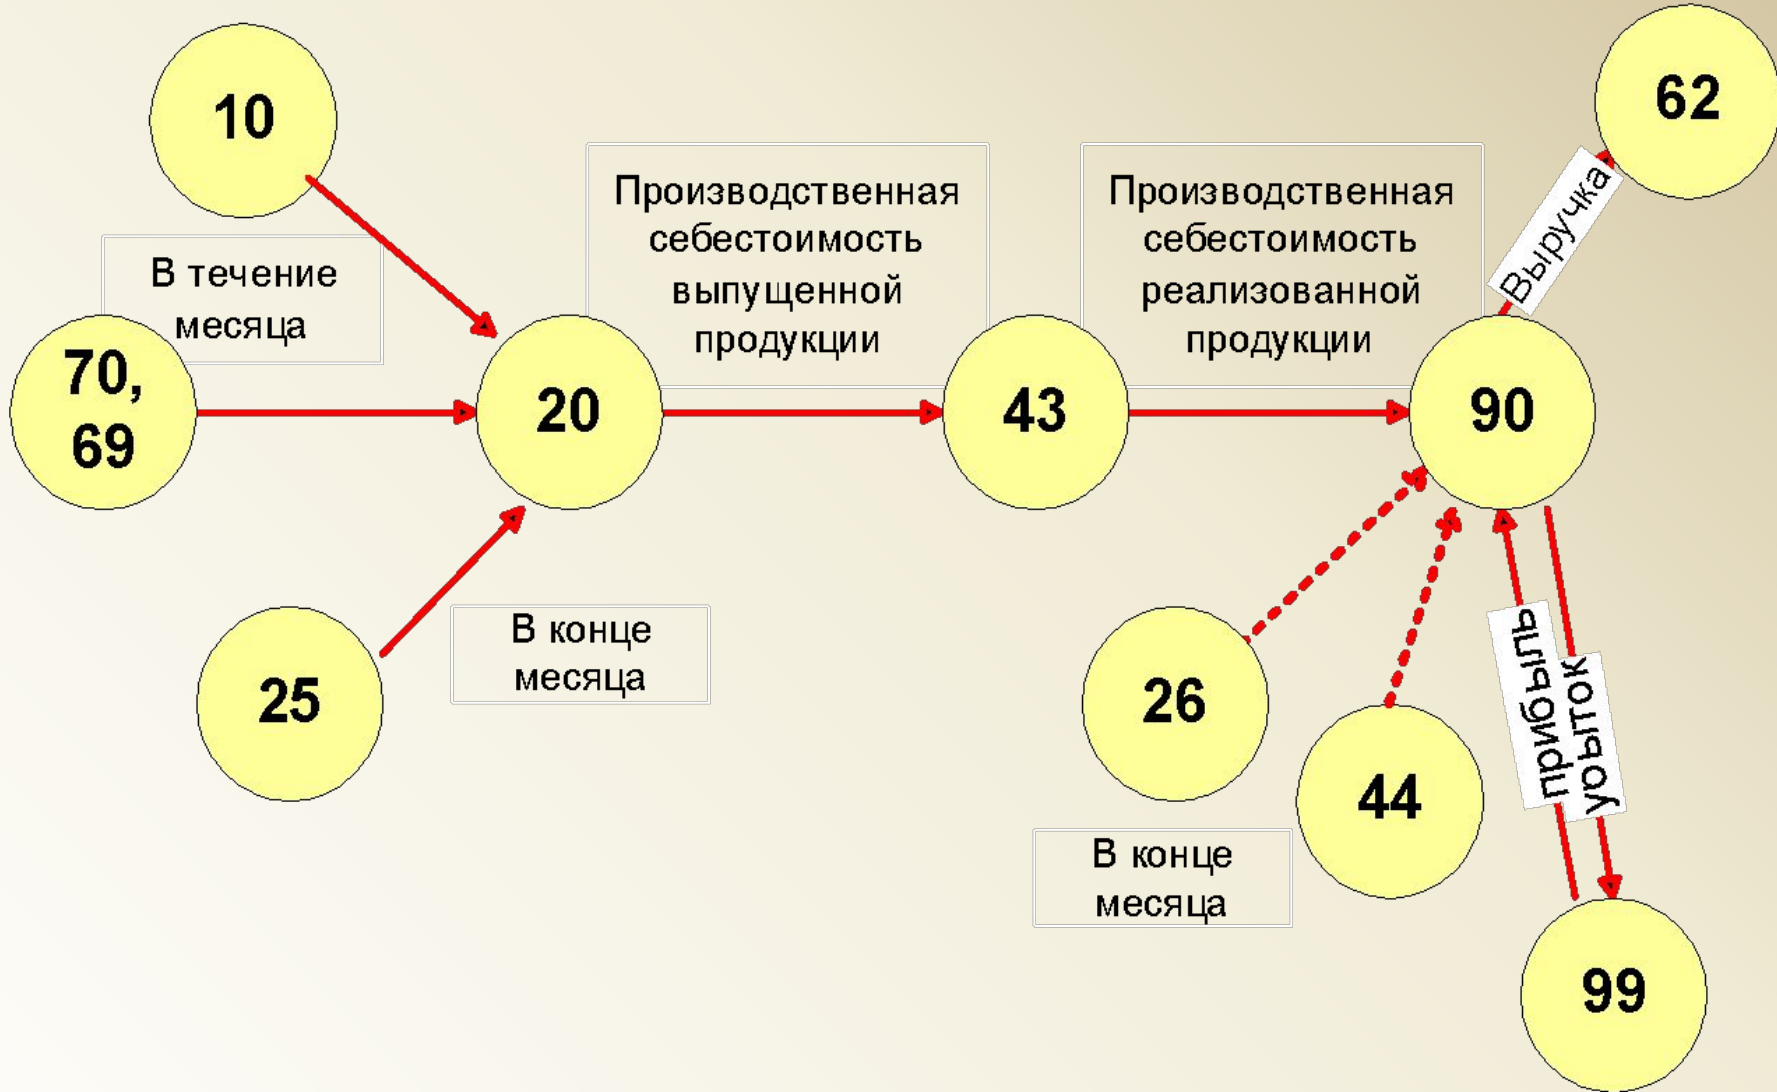 10
62
Производственная
себестоимость
выпущенной
продукции
Производственная
себестоимость
реализованной
продукции
Выручка
В течение
месяца
70,
69
20
43
90
25
В конце
месяца
26
44
прибыль
убыток
В конце
месяца
99